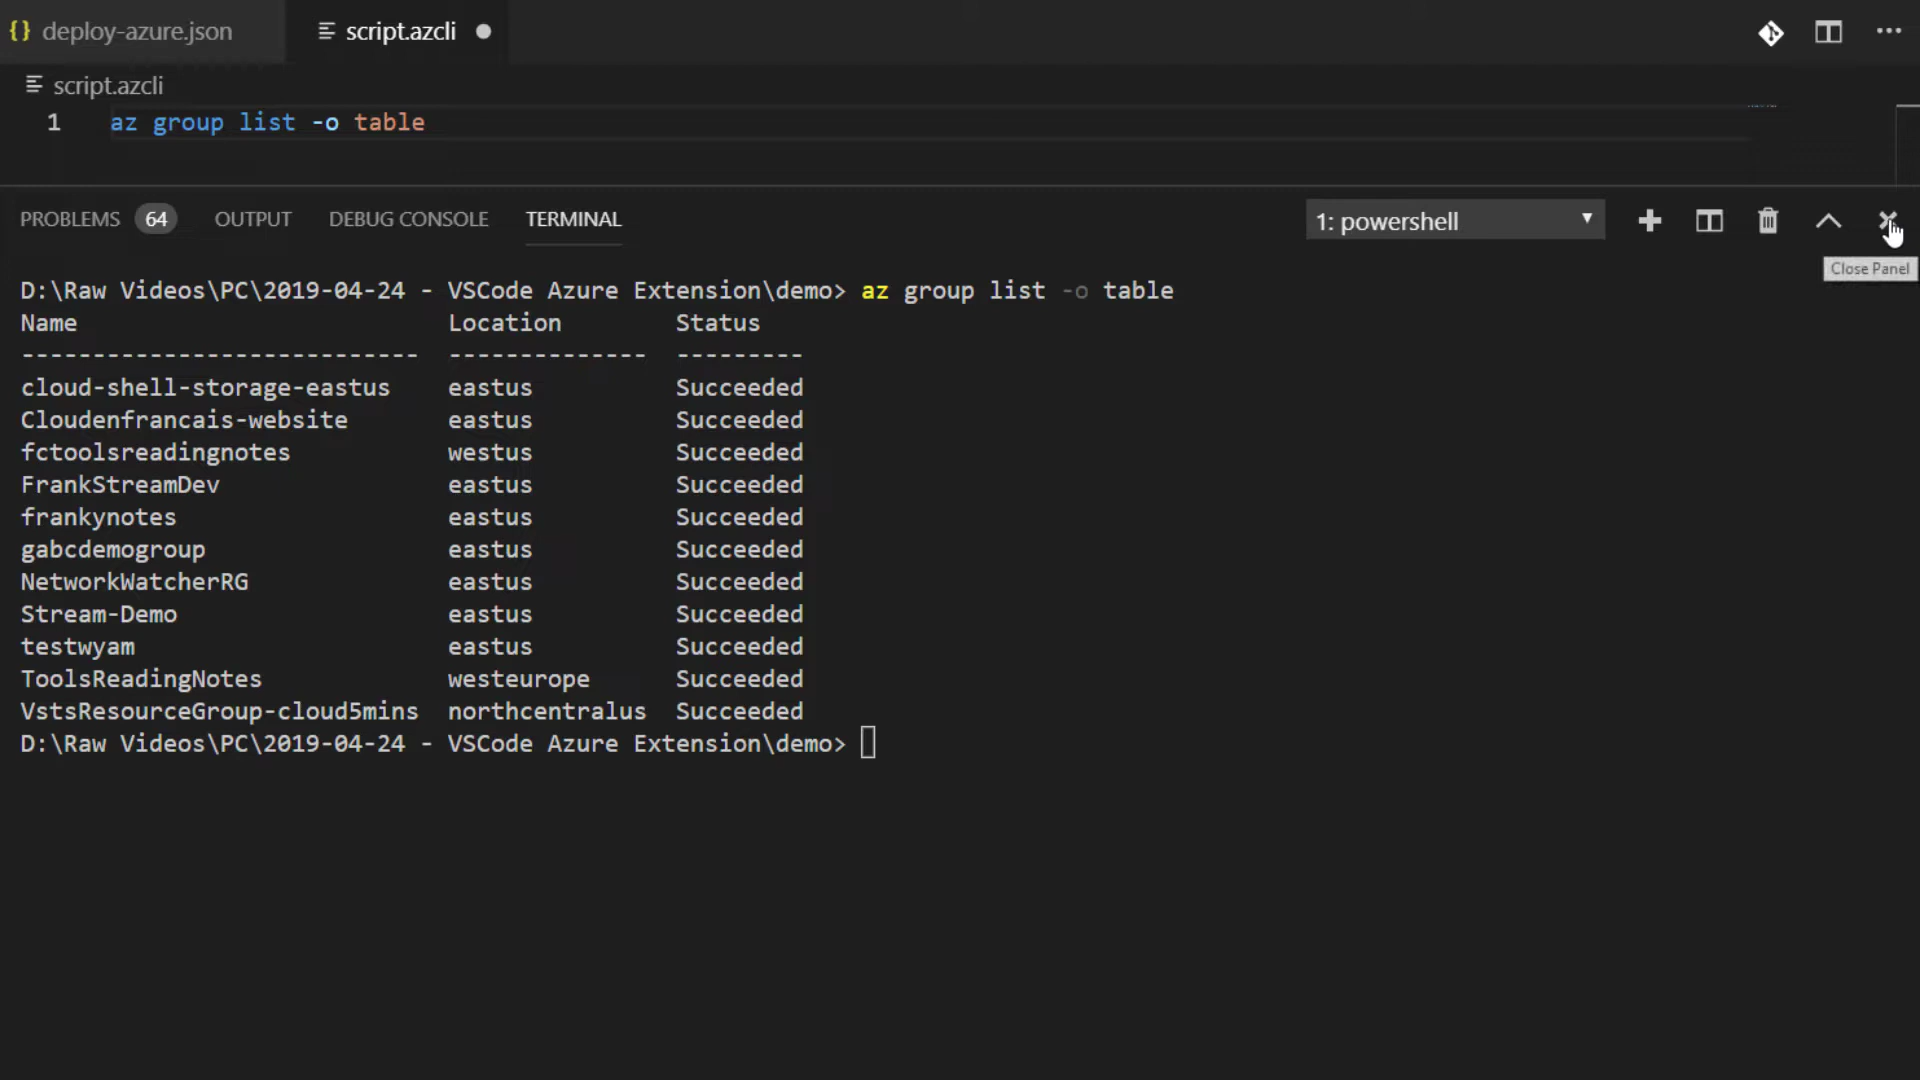 {} deploy-azure.json script.azcli
script.azcli
1 az group list -o table
PROBLEMS 64 OUTPUT DEBUG CONSOLE TERMINAL 1: powershell
Close Panel
D:\Raw Videos\PC\2019-04-24 - VSCode Azure Extension\demo> az group list -o table
Name Location Status
---------------------------- -------------- ---------
cloud-shell-storage-eastus eastus Succeeded
Cloudenfrancais-website eastus Succeeded
fctoolsreadingnotes westus Succeeded
FrankStreamDev eastus Succeeded
frankynotes eastus Succeeded
gabcdemogroup eastus Succeeded
NetworkWatcherRG eastus Succeeded
Stream-Demo eastus Succeeded
testwyam eastus Succeeded
ToolsReadingNotes westeurope Succeeded
VstsResourceGroup-cloud5mins northcentralus Succeeded
D:\Raw Videos\PC\2019-04-24 - VSCode Azure Extension\demo>